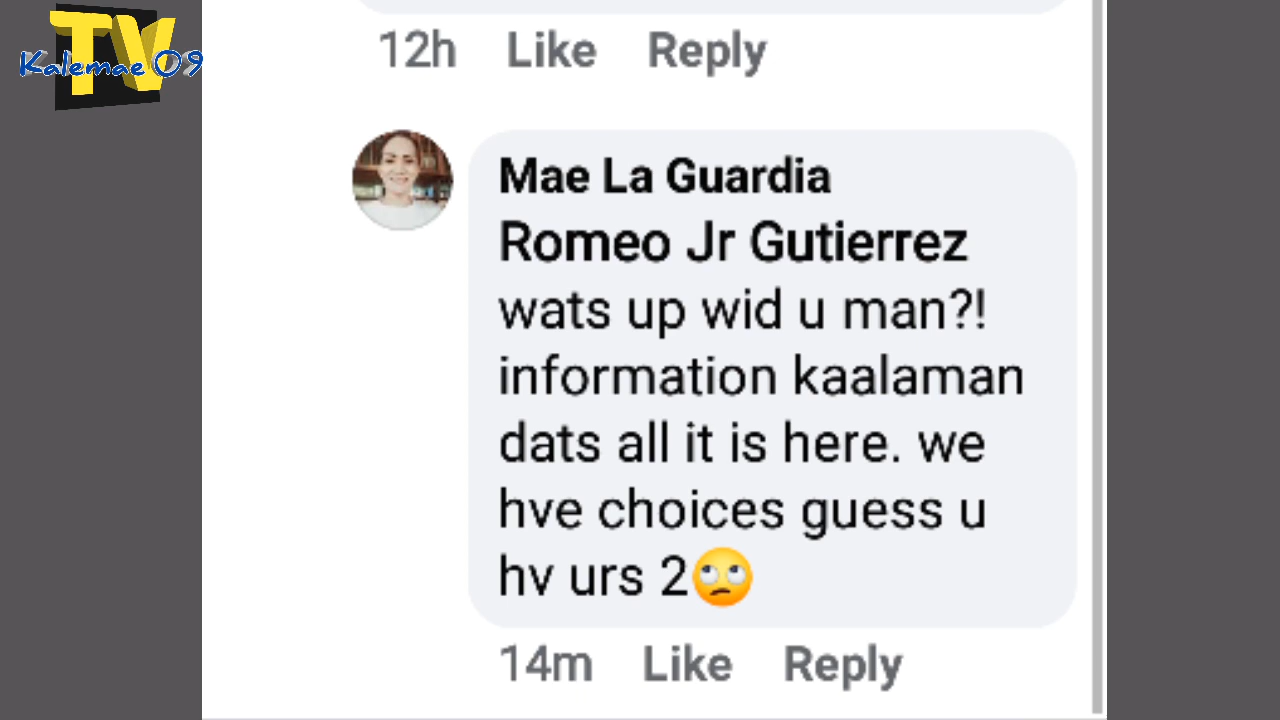 TV
Kalemae 09
12h Like Reply
Mae La Guardia
Romeo Jr Gutierrez
wats up wid u man?!
information kaalaman
dats all it is here. we
hve choices guess u
hv urs 2🙄
14m Like Reply